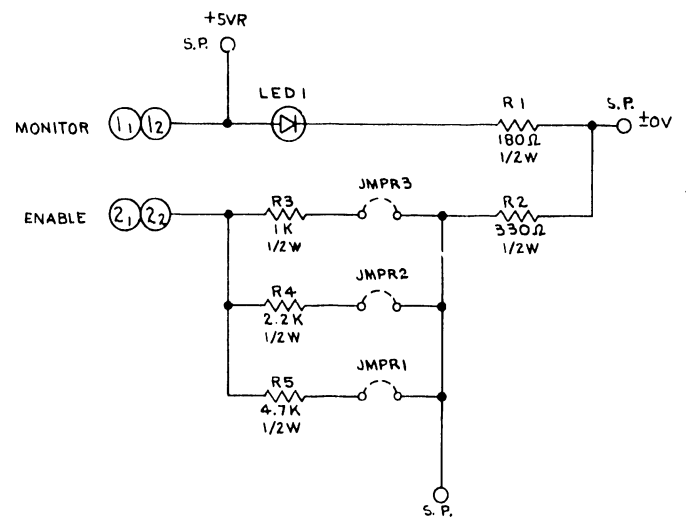 +5VR
S.P.
LED1
R1
S.P.
±0V
MONITOR
1₁ 1₂
180Ω
1/2W
JMPR3
R3
R2
ENABLE
2₁ 2₂
1K
1/2W
330Ω
1/2W
JMPR2
R4
2.2K
1/2W
JMPR1
R5
4.7K
1/2W
S.P.